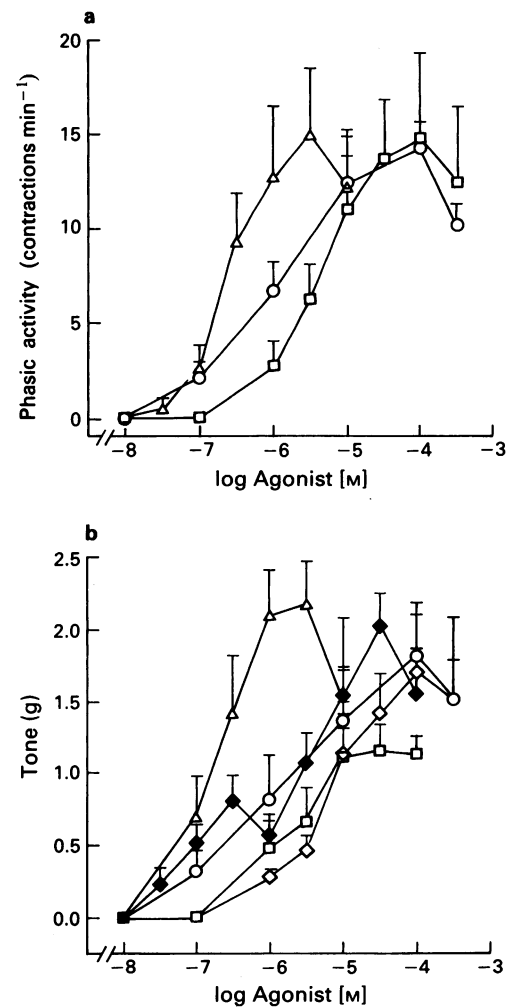 a
Phasic activity (contractions min⁻¹)
20
15
10
5
0
−8 −7 −6 −5 −4 −3
log Agonist [M]
b
Tone (g)
2.5
2.0
1.5
1.0
0.5
0.0
−8 −7 −6 −5 −4 −3
log Agonist [M]